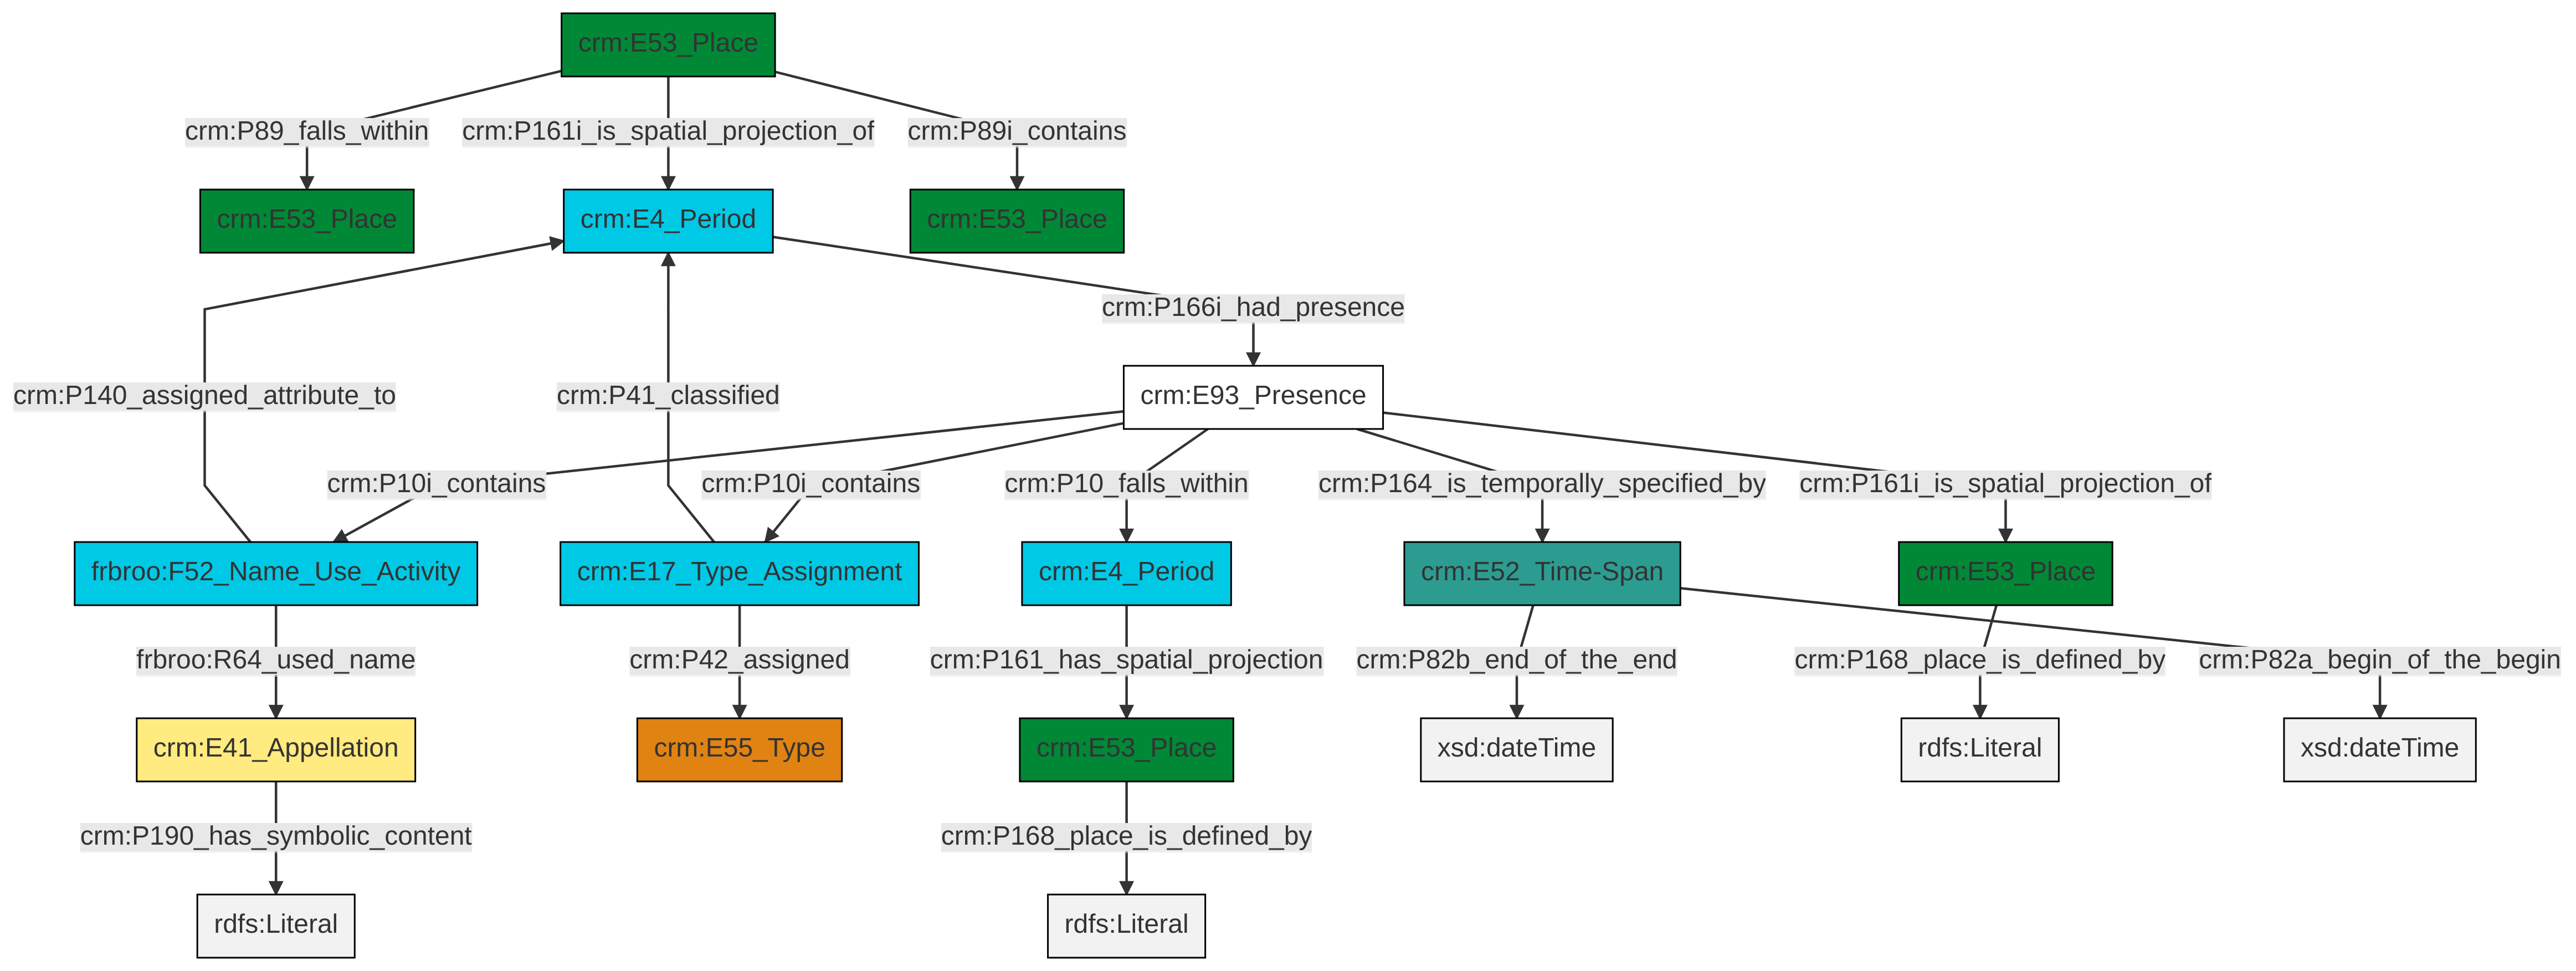 crm:E53_Place
crm:P89_falls_within
crm:P161i_is_spatial_projection_of
crm:P89i_contains
crm:E53_Place
crm:E4_Period
crm:E53_Place
crm:P166i_had_presence
crm:P140_assigned_attribute_to
crm:P41_classified
crm:E93_Presence
crm:P10i_contains
crm:P10i_contains
crm:P10_falls_within
crm:P164_is_temporally_specified_by
crm:P161i_is_spatial_projection_of
frbroo:F52_Name_Use_Activity
crm:E17_Type_Assignment
crm:E4_Period
crm:E52_Time-Span
crm:E53_Place
frbroo:R64_used_name
crm:P42_assigned
crm:P161_has_spatial_projection
crm:P82b_end_of_the_end
crm:P168_place_is_defined_by
crm:P82a_begin_of_the_begin
crm:E41_Appellation
crm:E55_Type
crm:E53_Place
xsd:dateTime
rdfs:Literal
xsd:dateTime
crm:P190_has_symbolic_content
crm:P168_place_is_defined_by
rdfs:Literal
rdfs:Literal